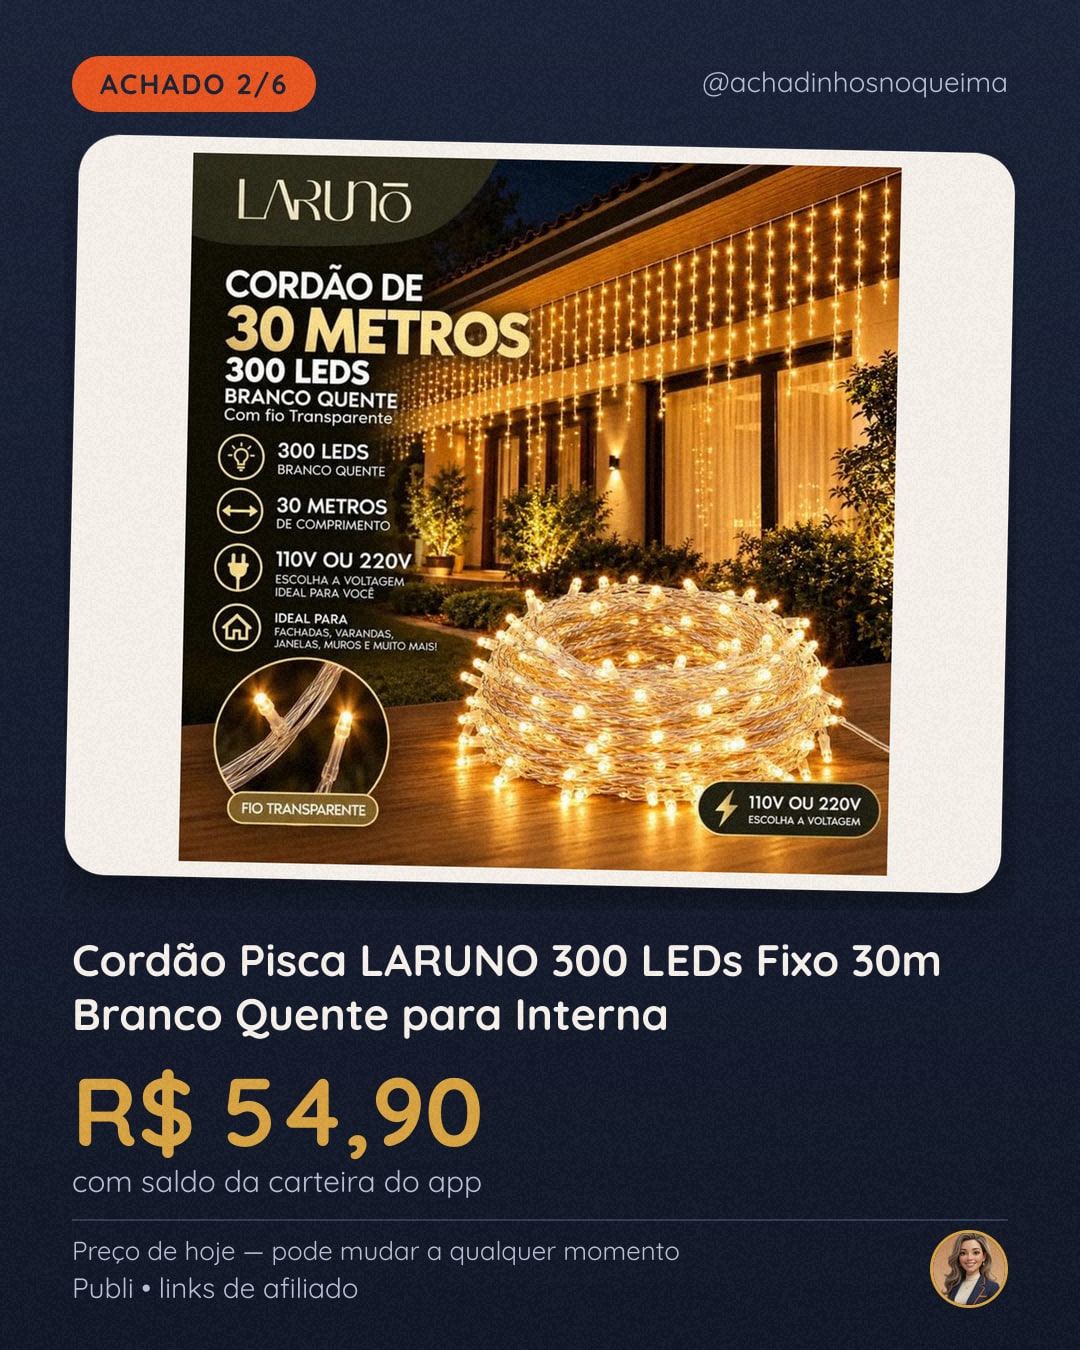 ACHADO 2/6
@achadinhosnoqueima
LARUNŌ
CORDÃO DE
30 METROS
300 LEDS
BRANCO QUENTE
Com fio Transparente
300 LEDS
BRANCO QUENTE
30 METROS
DE COMPRIMENTO
110V OU 220V
ESCOLHA A VOLTAGEM
IDEAL PARA VOCÊ
IDEAL PARA
FACHADAS, VARANDAS,
JANELAS, MUROS E MUITO MAIS!
FIO TRANSPARENTE
110V OU 220V
ESCOLHA A VOLTAGEM
Cordão Pisca LARUNO 300 LEDs Fixo 30m
Branco Quente para Interna
R$ 54,90
com saldo da carteira do app
Preço de hoje — pode mudar a qualquer momento
Publi • links de afiliado